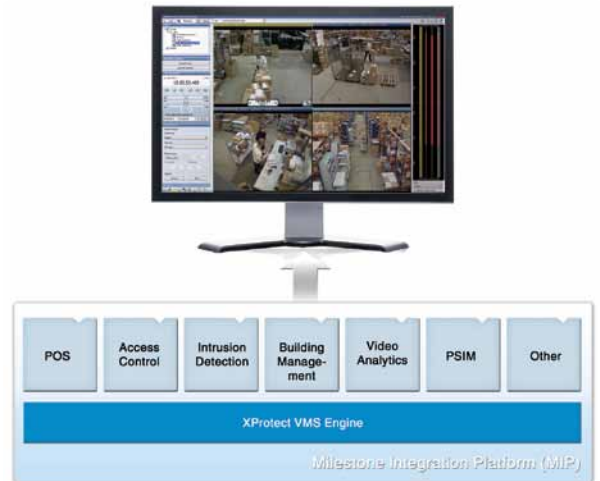 POS
Access
Control
Intrusion
Detection
Building
Manage-
ment
Video
Analytics
PSIM
Other
XProtect VMS Engine
Milestone Integration Platform (MIP)